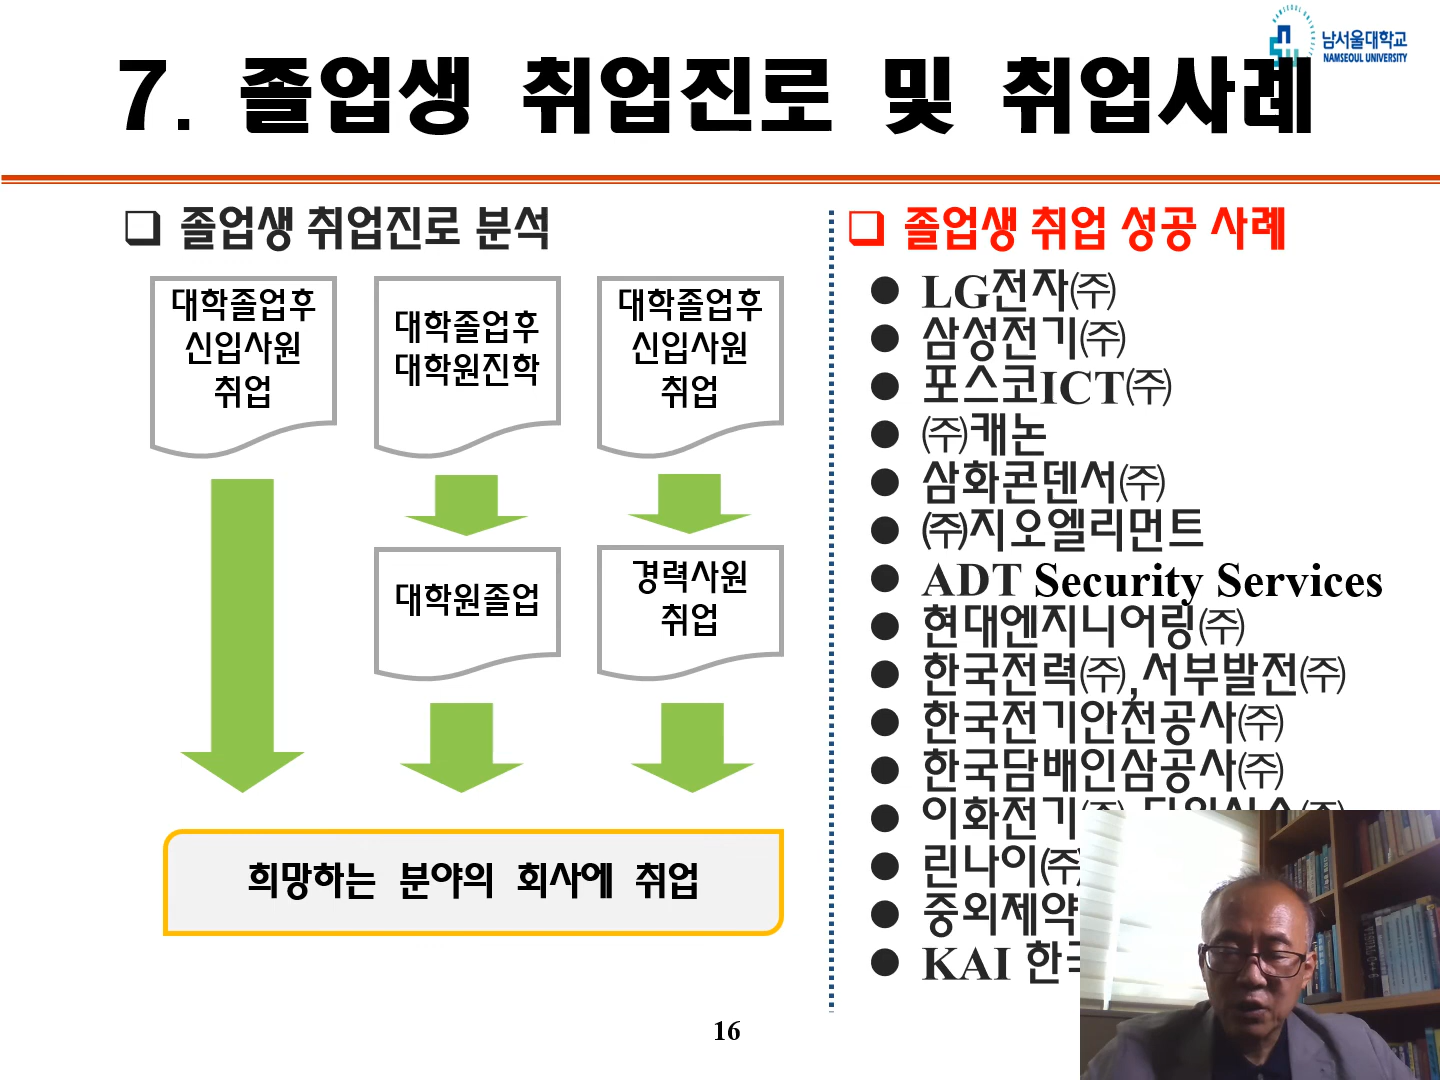 남서울대학교
NAMSEOUL UNIVERSITY
7. 졸업생 취업진로 및 취업사례
❑ 졸업생 취업진로 분석
대학졸업후
신입사원
취업
대학졸업후
대학원진학
대학졸업후
신입사원
취업
대학원졸업
경력사원
취업
희망하는 분야의 회사에 취업
❑ 졸업생 취업 성공 사례
● LG전자㈜
● 삼성전기㈜
● 포스코ICT㈜
● ㈜캐논
● 삼화콘덴서㈜
● ㈜지오엘리먼트
● ADT Security Services
● 현대엔지니어링㈜
● 한국전력㈜,서부발전㈜
● 한국전기안전공사㈜
● 한국담배인삼공사㈜
● 이화전기㈜
● 린나이㈜
● 중외제약
● KAI
16